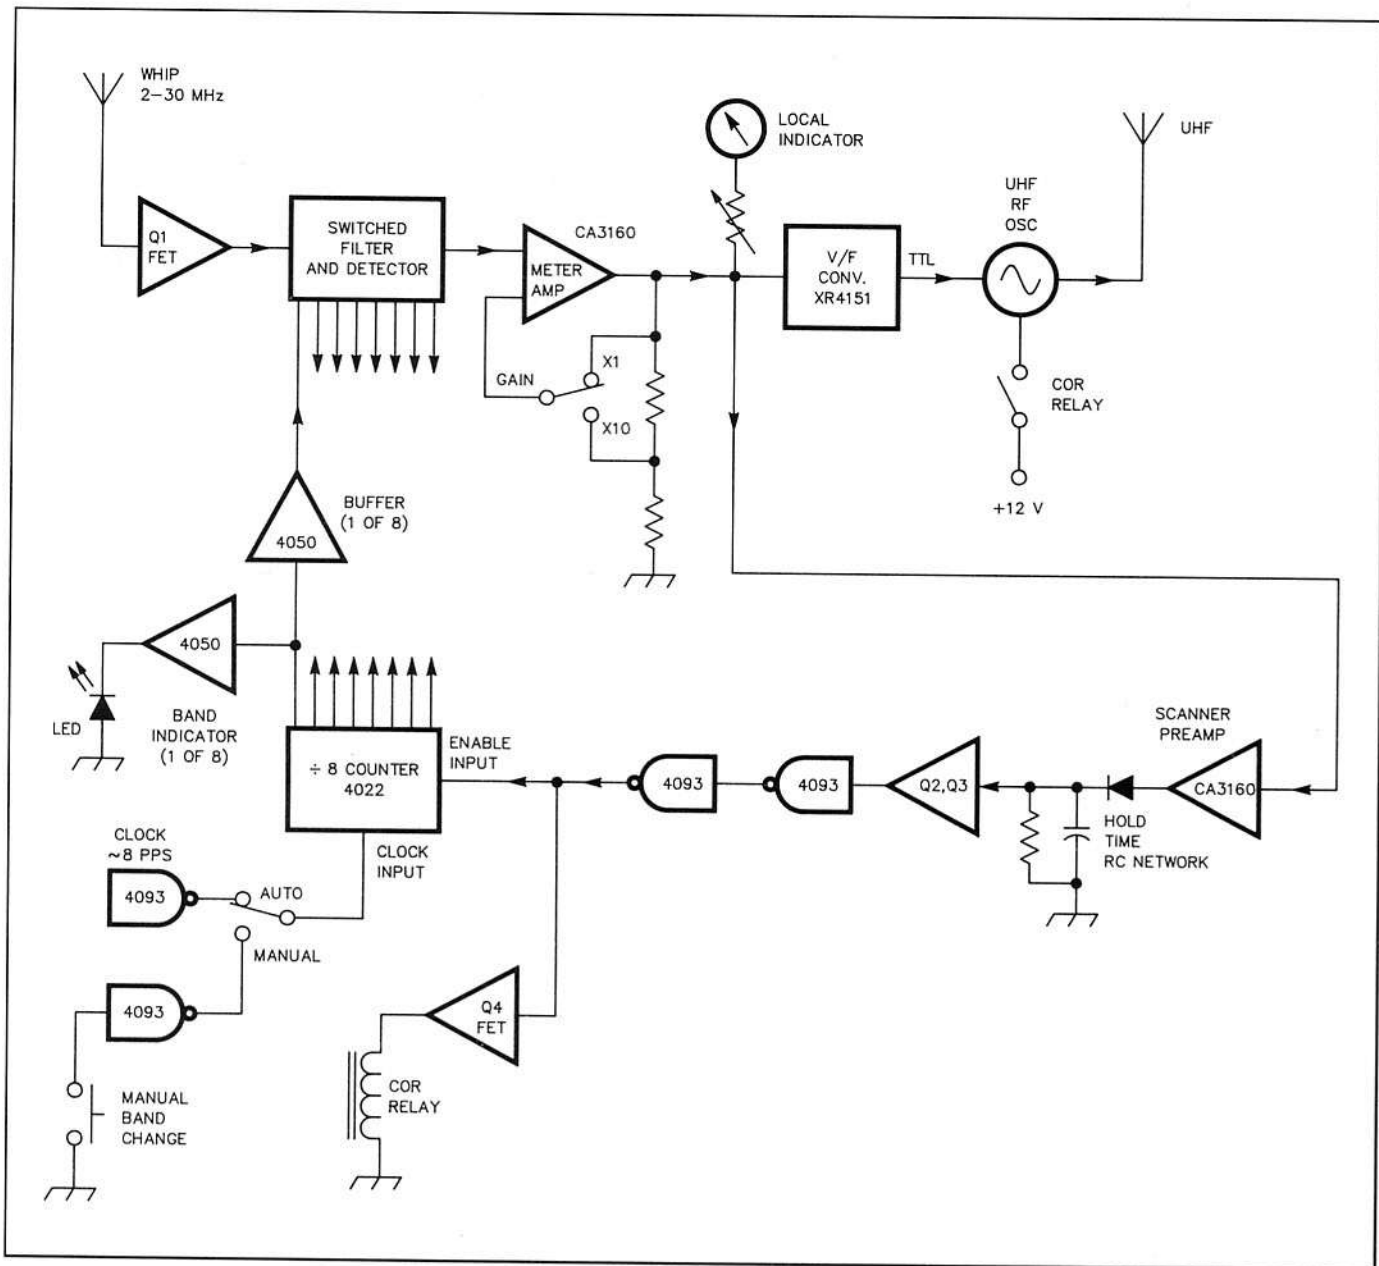 WHIP
2–30 MHz
LOCAL
INDICATOR
UHF
UHF
RF
OSC
Q1
FET
SWITCHED
FILTER
AND DETECTOR
CA3160
METER
AMP
V/F
CONV.
XR4151
TTL
GAIN
X1
X10
COR
RELAY
+12 V
BUFFER
(1 OF 8)
4050
4050
LED
BAND
INDICATOR
(1 OF 8)
÷ 8 COUNTER
4022
ENABLE
INPUT
CLOCK
INPUT
4093
4093
Q2,Q3
SCANNER
PREAMP
CA3160
HOLD
TIME
RC NETWORK
CLOCK
~8 PPS
4093
AUTO
MANUAL
4093
MANUAL
BAND
CHANGE
Q4
FET
COR
RELAY